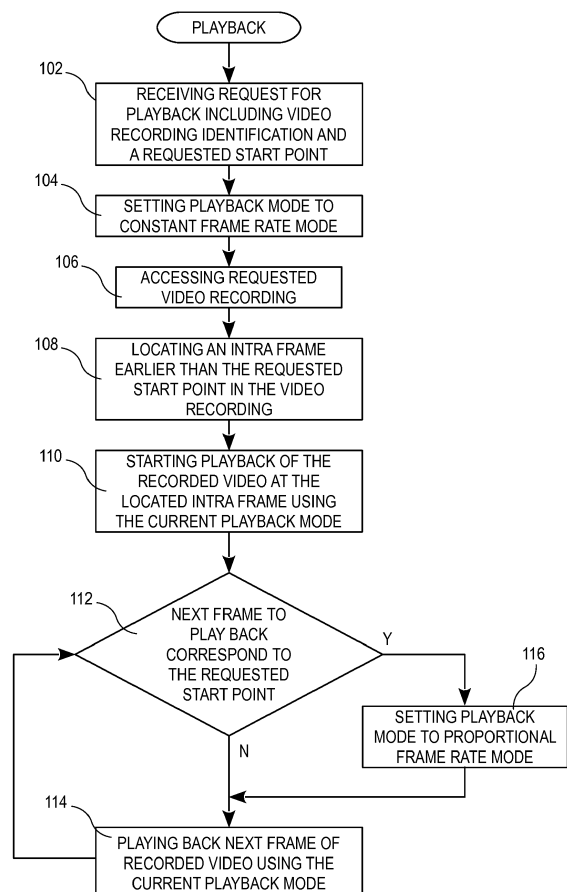 PLAYBACK
102
RECEIVING REQUEST FOR
PLAYBACK INCLUDING VIDEO
RECORDING IDENTIFICATION AND
A REQUESTED START POINT
104
SETTING PLAYBACK MODE TO
CONSTANT FRAME RATE MODE
106
ACCESSING REQUESTED
VIDEO RECORDING
108
LOCATING AN INTRA FRAME
EARLIER THAN THE REQUESTED
START POINT IN THE VIDEO
RECORDING
110
STARTING PLAYBACK OF THE
RECORDED VIDEO AT THE
LOCATED INTRA FRAME USING
THE CURRENT PLAYBACK MODE
112
NEXT FRAME TO
PLAY BACK
CORRESPOND TO
THE REQUESTED
START POINT
Y
N
116
SETTING PLAYBACK
MODE TO PROPORTIONAL
FRAME RATE MODE
114
PLAYING BACK NEXT FRAME OF
RECORDED VIDEO USING THE
CURRENT PLAYBACK MODE